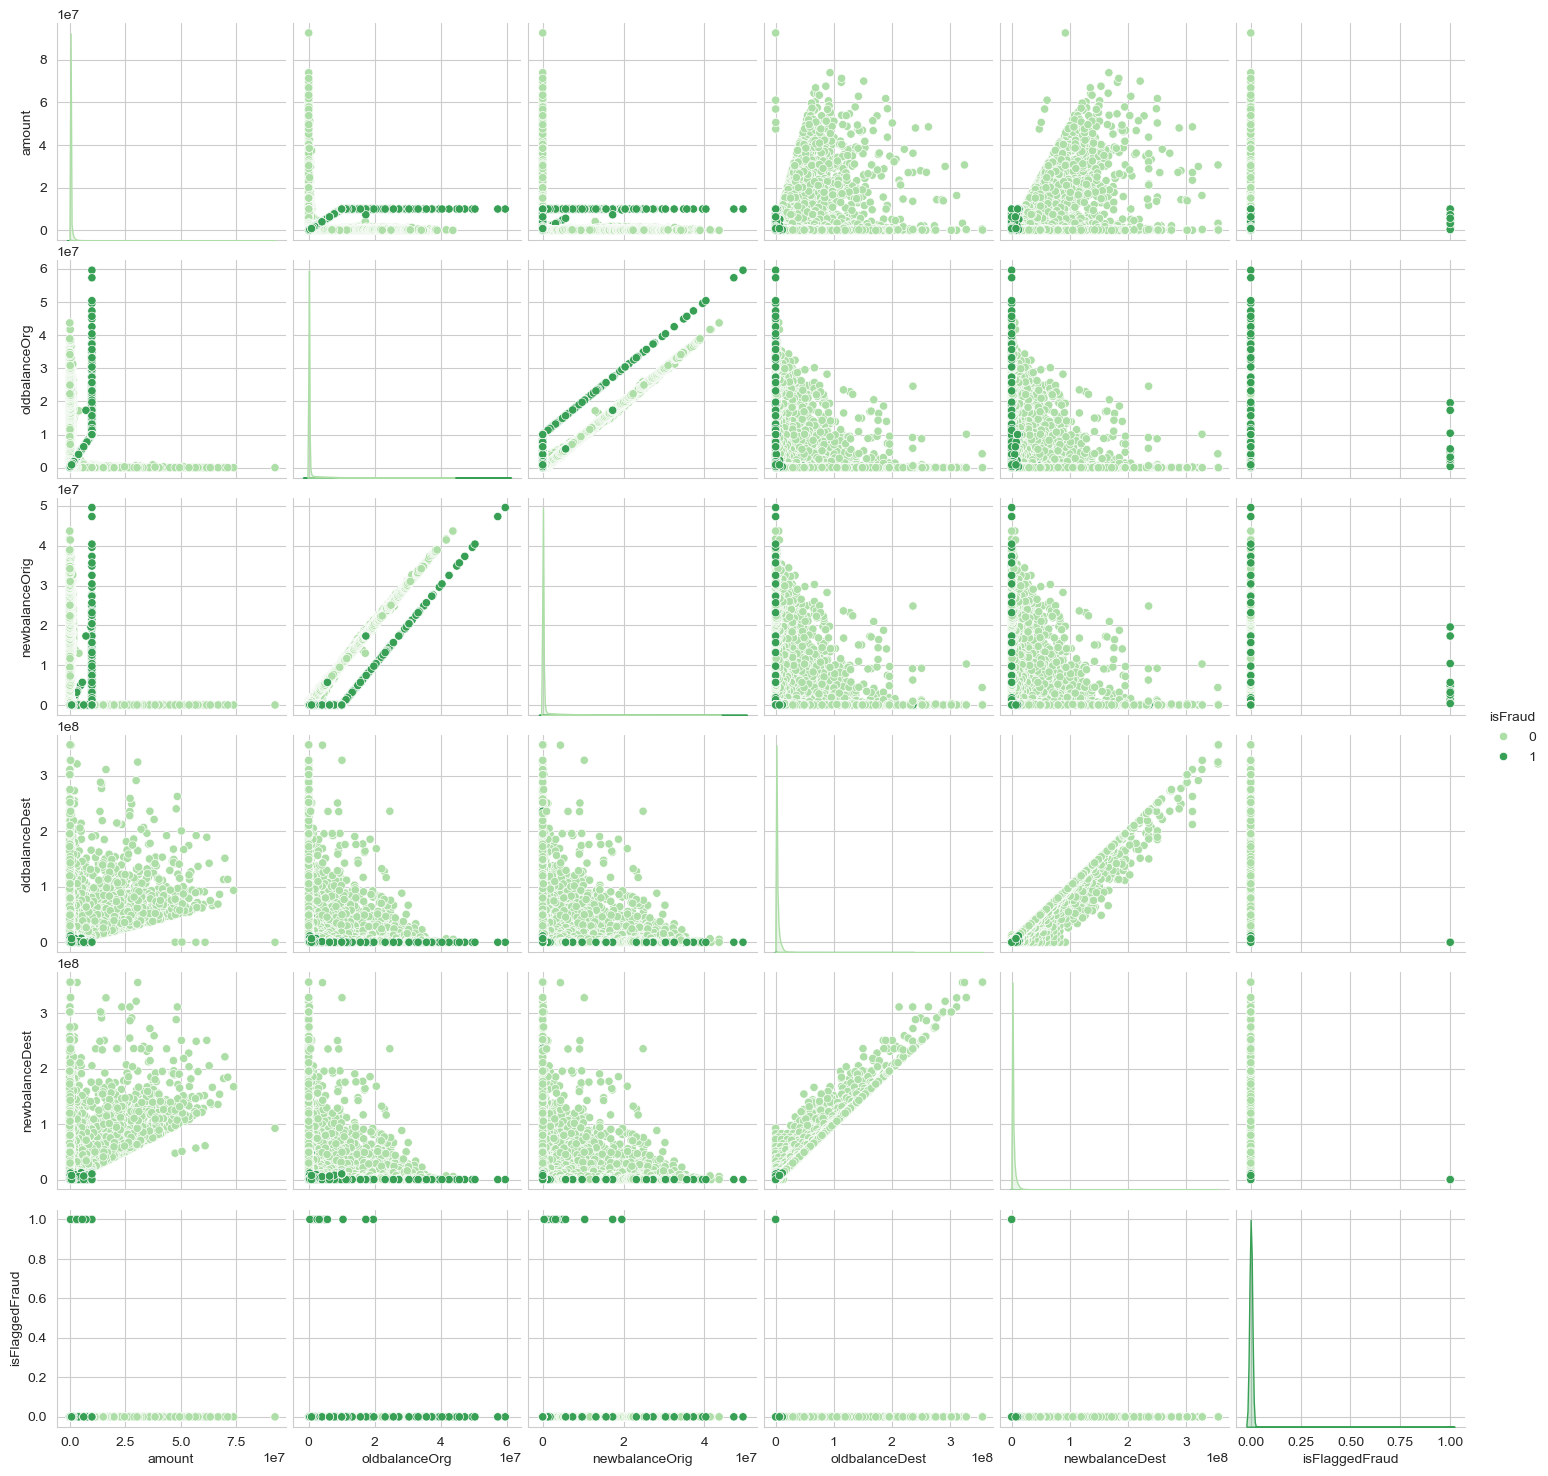 1e7
8
6
4
2
0
amount
1e7
6
5
4
3
2
1
0
oldbalanceOrg
1e7
5
4
3
2
1
0
newbalanceOrig
1e8
3
2
1
0
oldbalanceDest
1e8
3
2
1
0
newbalanceDest
1.0
0.8
0.6
0.4
0.2
0.0
isFlaggedFraud
0.0 2.5 5.0 7.5 1e7
amount
0 2 4 6 1e7
oldbalanceOrg
0 2 4 1e7
newbalanceOrig
0 1 2 3 1e8
oldbalanceDest
0 1 2 3 1e8
newbalanceDest
0.00 0.25 0.50 0.75 1.00
isFlaggedFraud
isFraud
0
1